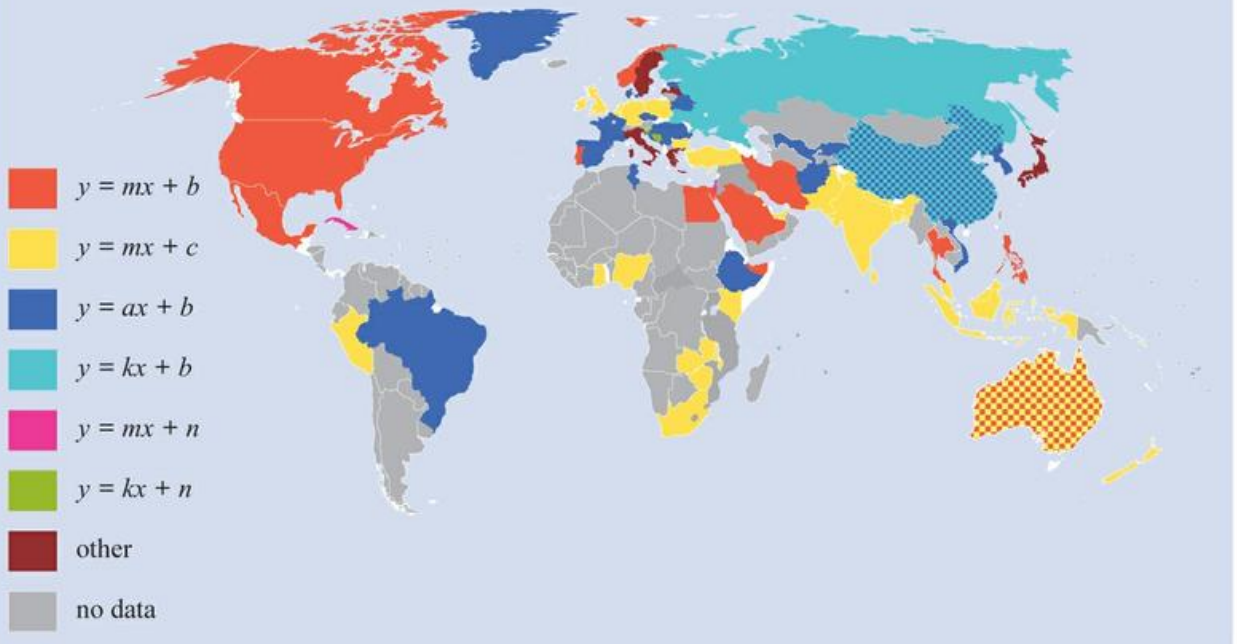 y = mx + b
y = mx + c
y = ax + b
y = kx + b
y = mx + n
y = kx + n
other
no data